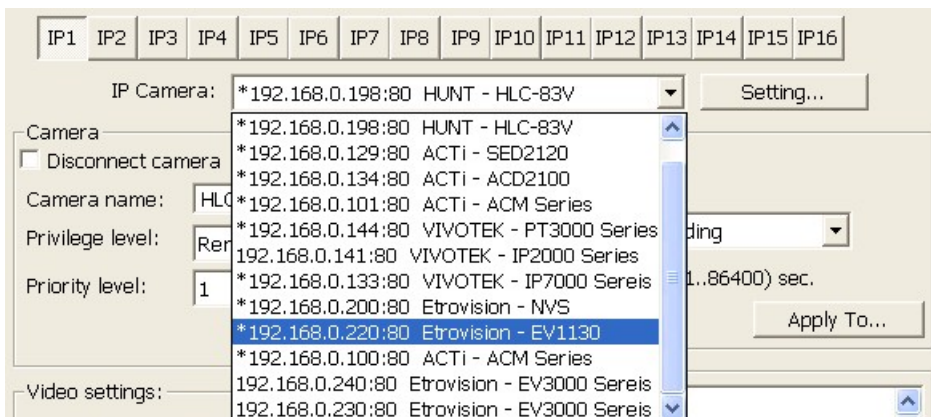 IP1 IP2 IP3 IP4 IP5 IP6 IP7 IP8 IP9 IP10 IP11 IP12 IP13 IP14 IP15 IP16
IP Camera: *192.168.0.198:80 HUNT - HLC-83V Setting...
*192.168.0.198:80 HUNT - HLC-83V
Camera
*192.168.0.129:80 ACTi - SED2120
Disconnect camera
*192.168.0.134:80 ACTi - ACD2100
Camera name: HLC
*192.168.0.101:80 ACTi - ACM Series
*192.168.0.144:80 VIVOTEK - PT3000 Series
Privilege level: Rem ding
192.168.0.141:80 VIVOTEK - IP2000 Series
*192.168.0.133:80 VIVOTEK - IP7000 Sereis
Priority level: 1 1..86400) sec.
*192.168.0.200:80 Etrovision - NVS
*192.168.0.220:80 Etrovision - EV1130
Apply To...
*192.168.0.100:80 ACTi - ACM Series
192.168.0.240:80 Etrovision - EV3000 Sereis
Video settings:
192.168.0.230:80 Etrovision - EV3000 Sereis